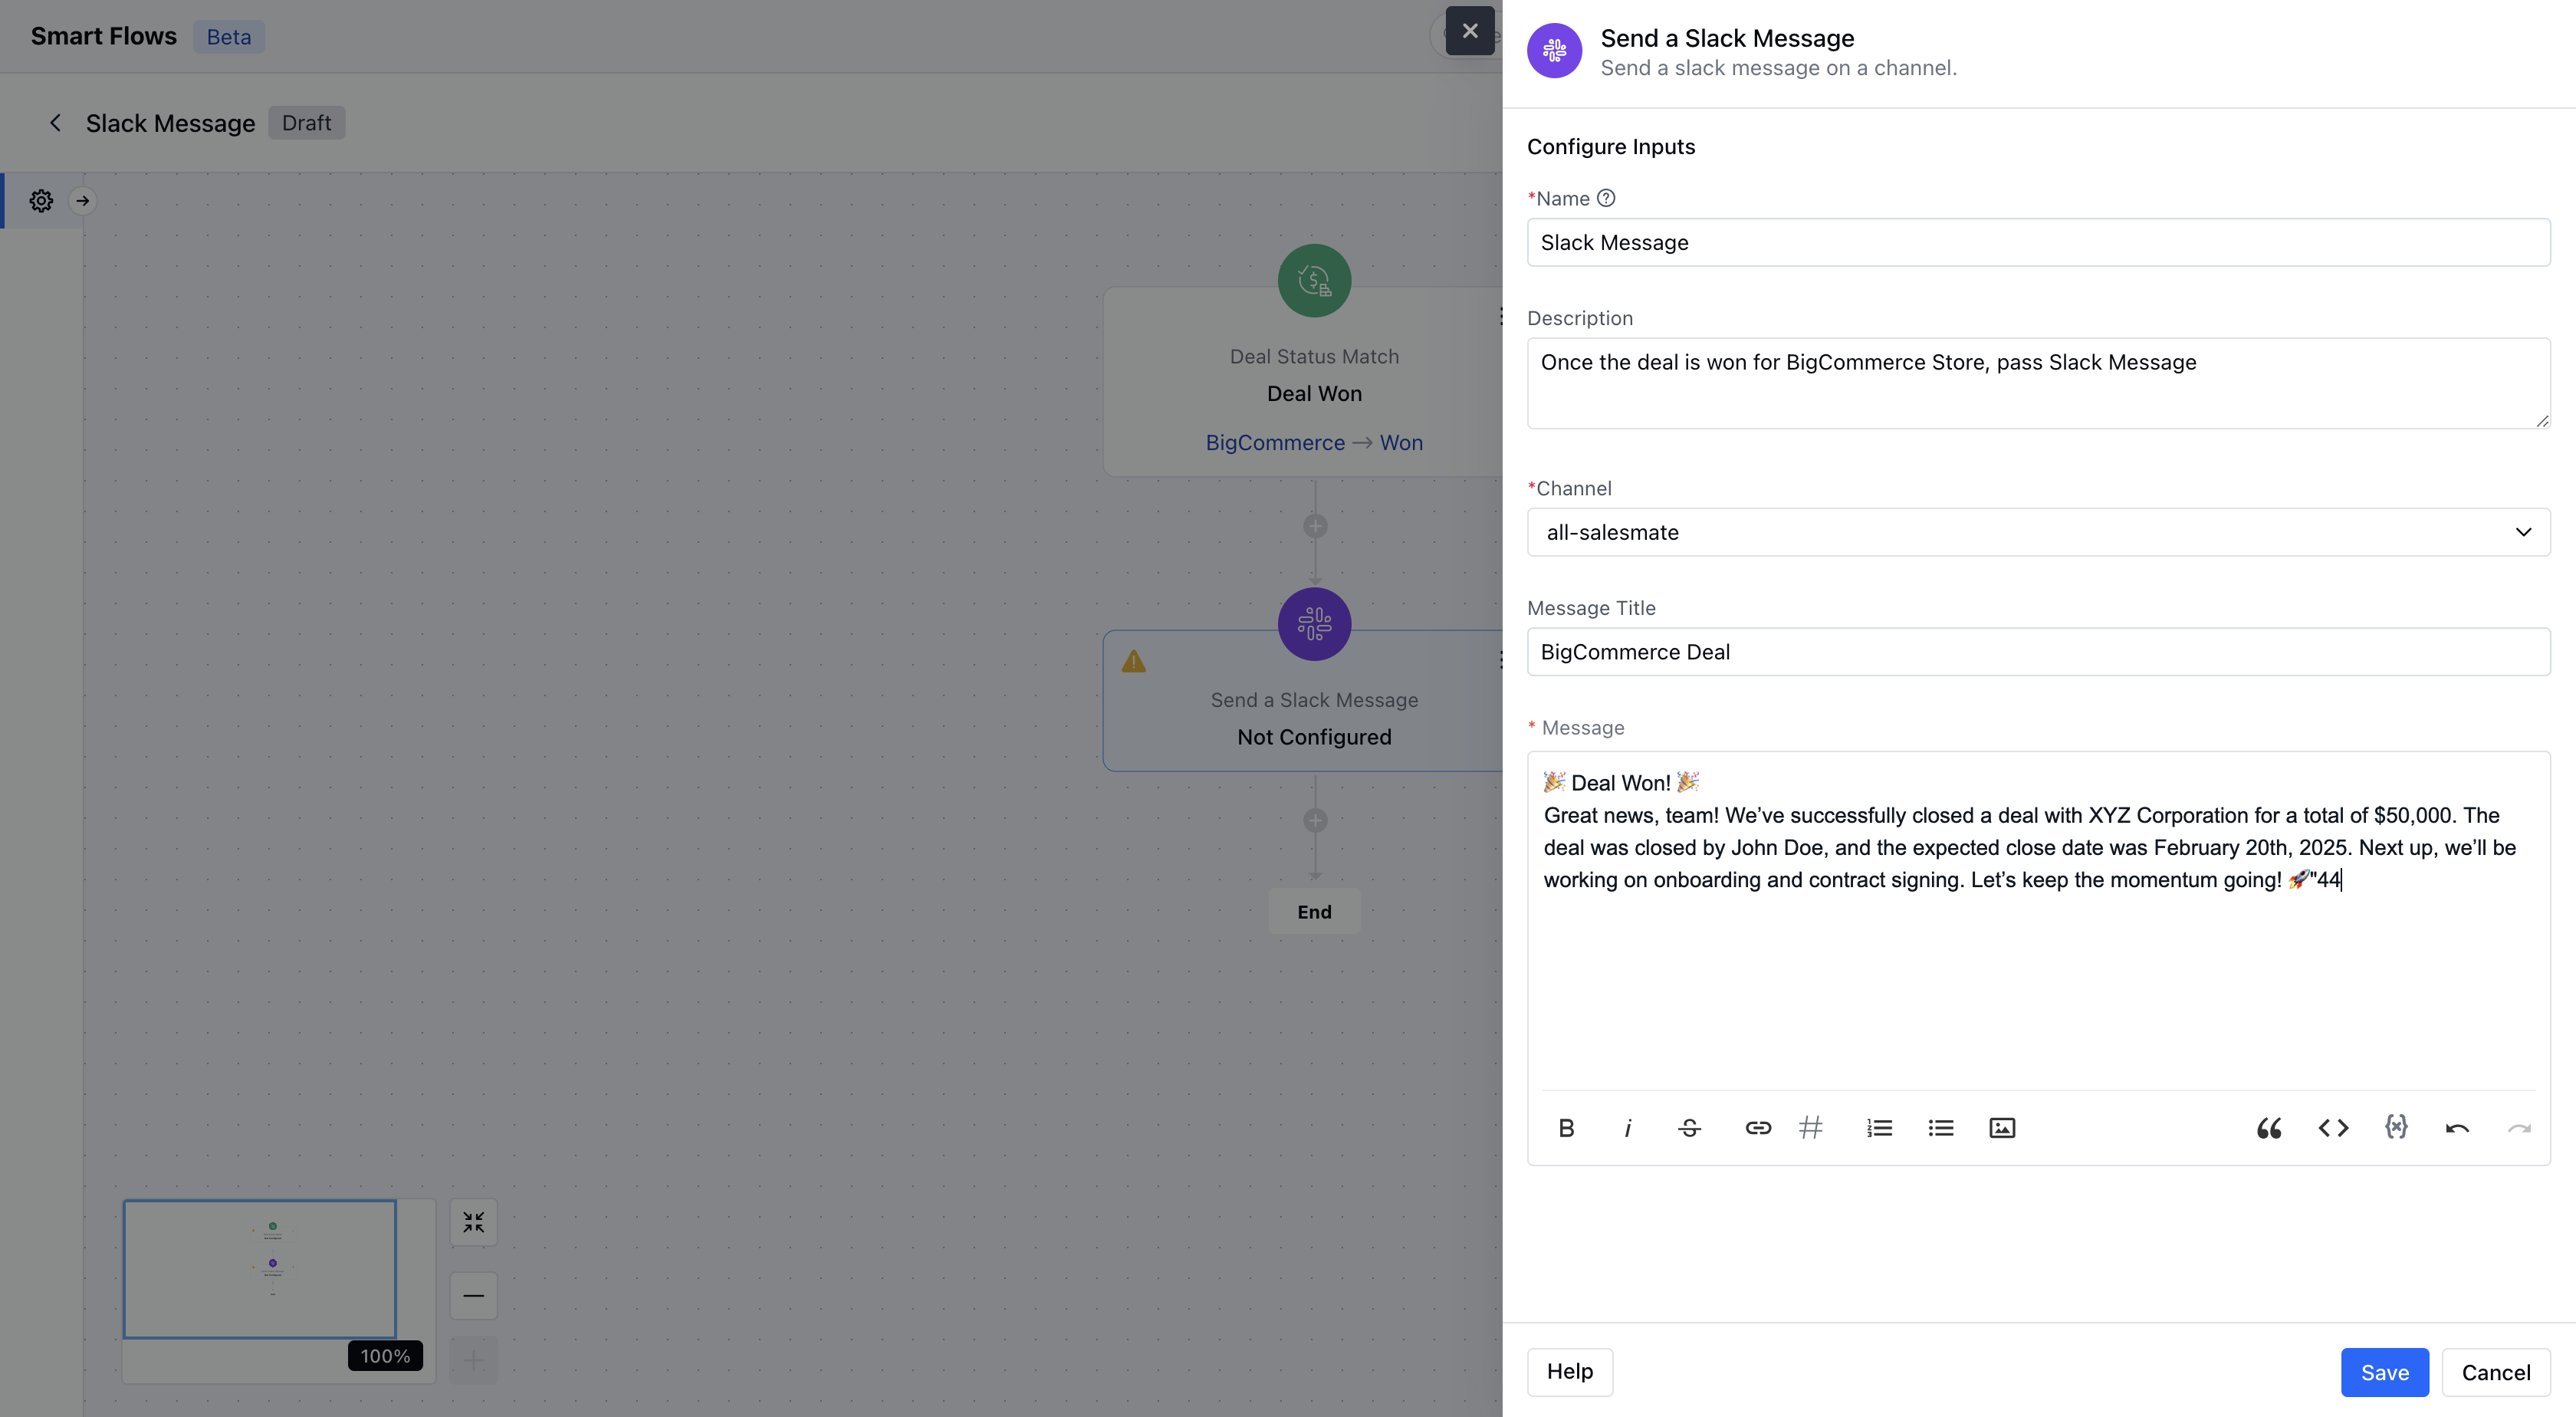 Smart Flows Beta
Slack Message Draft
Deal Status Match
Deal Won
BigCommerce → Won
Send a Slack Message
Not Configured
End
100%
Send a Slack Message
Send a slack message on a channel.
Configure Inputs
*Name
Slack Message
Description
Once the deal is won for BigCommerce Store, pass Slack Message
*Channel
all-salesmate
Message Title
BigCommerce Deal
* Message
🎉 Deal Won! 🎉
Great news, team! We’ve successfully closed a deal with XYZ Corporation for a total of $50,000. The
deal was closed by John Doe, and the expected close date was February 20th, 2025. Next up, we’ll be
working on onboarding and contract signing. Let’s keep the momentum going! 🚀"44
Help
Save
Cancel